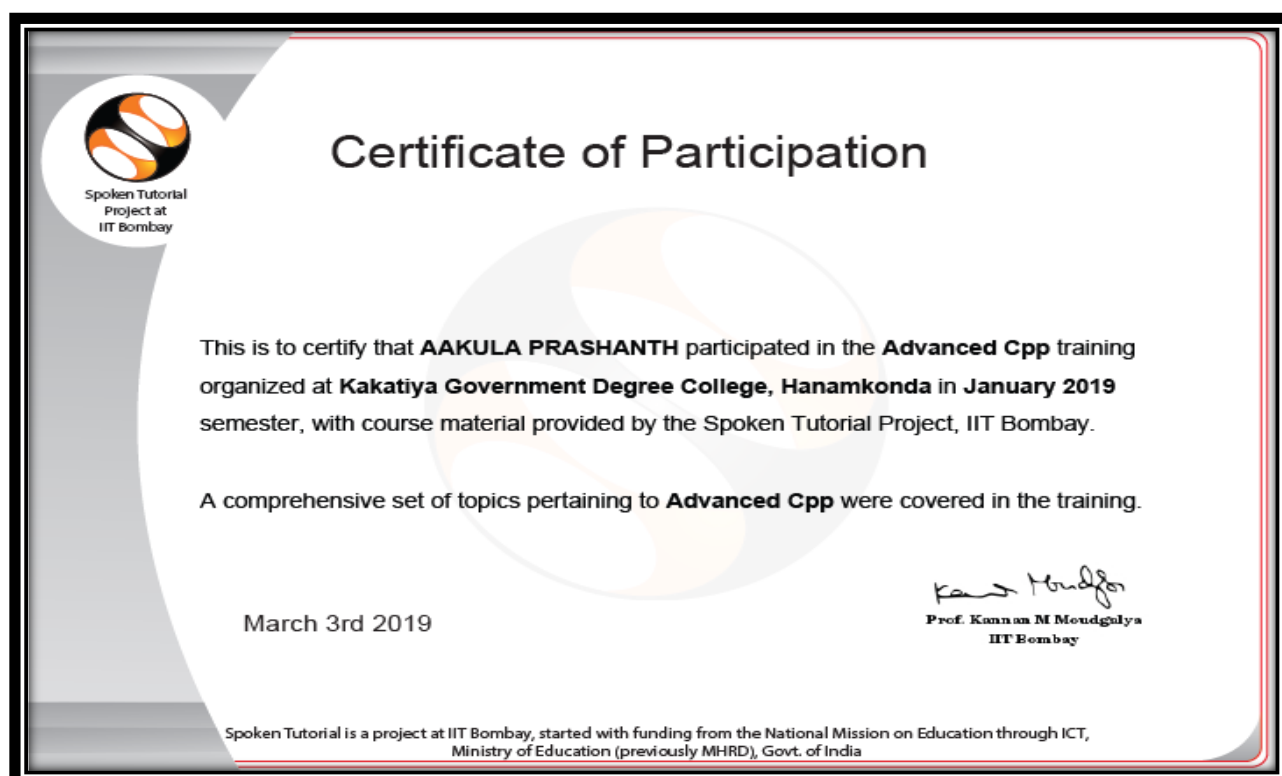 Spoken Tutorial
Project at
IIT Bombay
Certificate of Participation
This is to certify that AAKULA PRASHANTH participated in the Advanced Cpp training
organized at Kakatiya Government Degree College, Hanamkonda in January 2019
semester, with course material provided by the Spoken Tutorial Project, IIT Bombay.
A comprehensive set of topics pertaining to Advanced Cpp were covered in the training.
March 3rd 2019
Prof. Kannan M Moudgalya
IIT Bombay
Spoken Tutorial is a project at IIT Bombay, started with funding from the National Mission on Education through ICT,
Ministry of Education (previously MHRD), Govt. of India